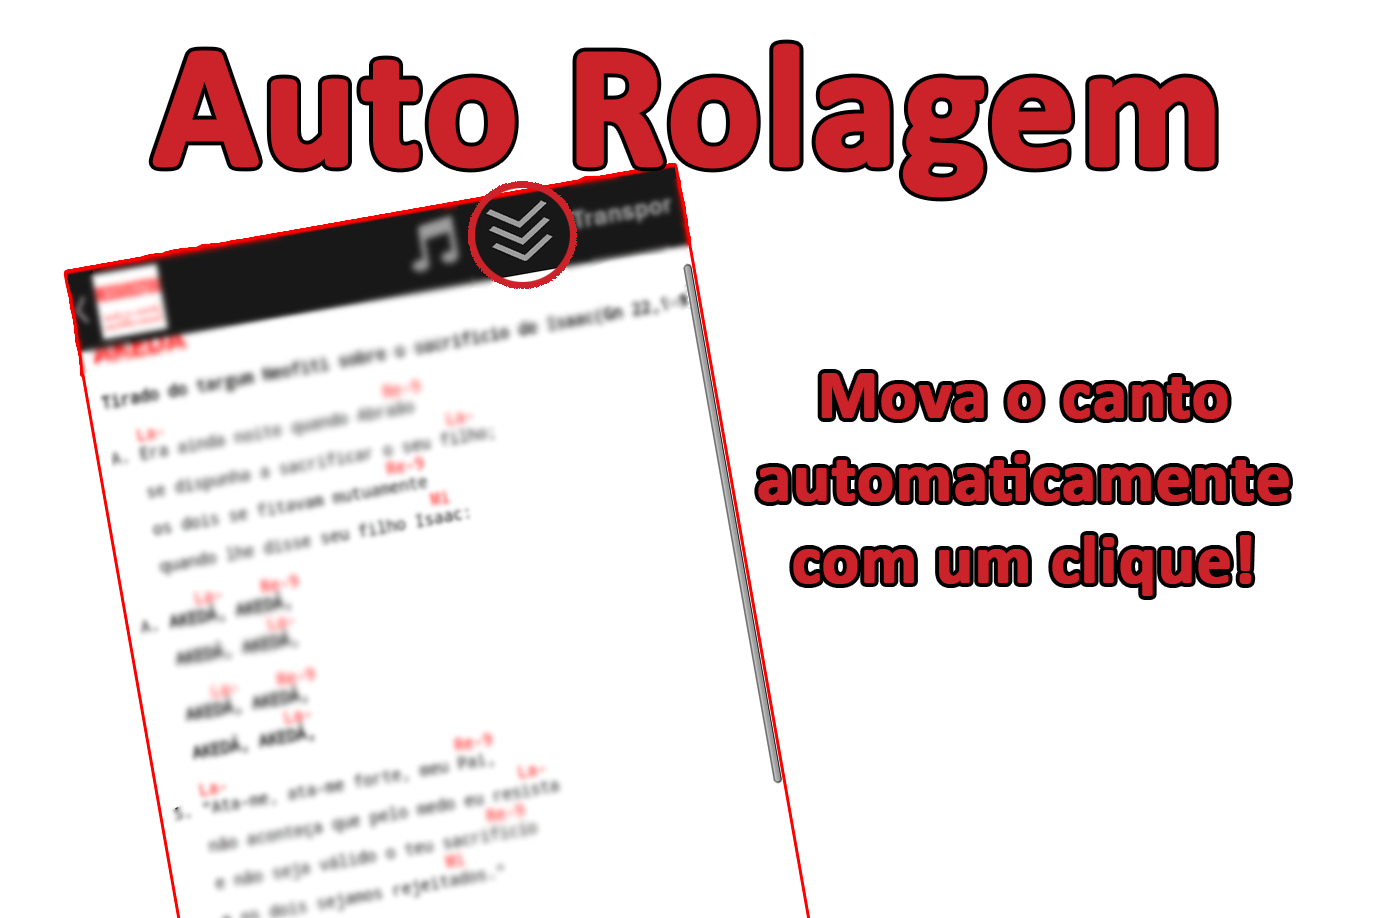 Auto Rolagem
Transpor
AKEDÁ
Tirado do targum Neofiti sobre o sacrifício de Isaac(Gn 22,1-
Re-9
La-
A. Era ainda noite quando Abraão
La-
se dispunha a sacrificar o seu filho;
Re-9
os dois se fitavam mutuamente
Mi
quando lhe disse seu filho Isaac:
La- Re-9
A. AKEDÁ, AKEDÁ,
La-
AKEDÁ, AKEDÁ,
La- Re-9
AKEDÁ, AKEDÁ,
La-
AKEDÁ, AKEDÁ,
La- Re-9
S. "Ata-me, ata-me forte, meu Pai,
La-
não aconteça que pelo medo eu resista
Re-9
e não seja válido o teu sacrifício
Mi
e os dois sejamos rejeitados."
Mova o canto
automaticamente
com um clique!